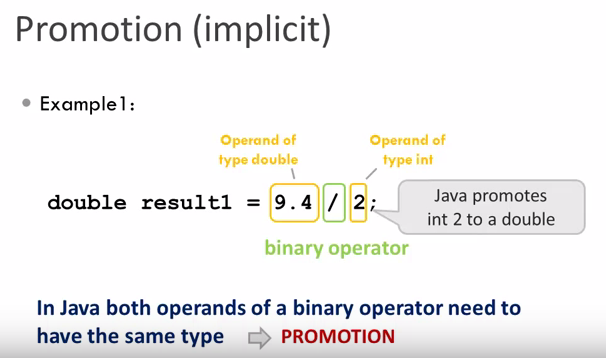 Promotion (implicit)
• Example1:
Operand of
type double
Operand of
type int
double result1 = 9.4 / 2;
Java promotes
int 2 to a double
binary operator
In Java both operands of a binary operator need to
have the same type ⇨ PROMOTION